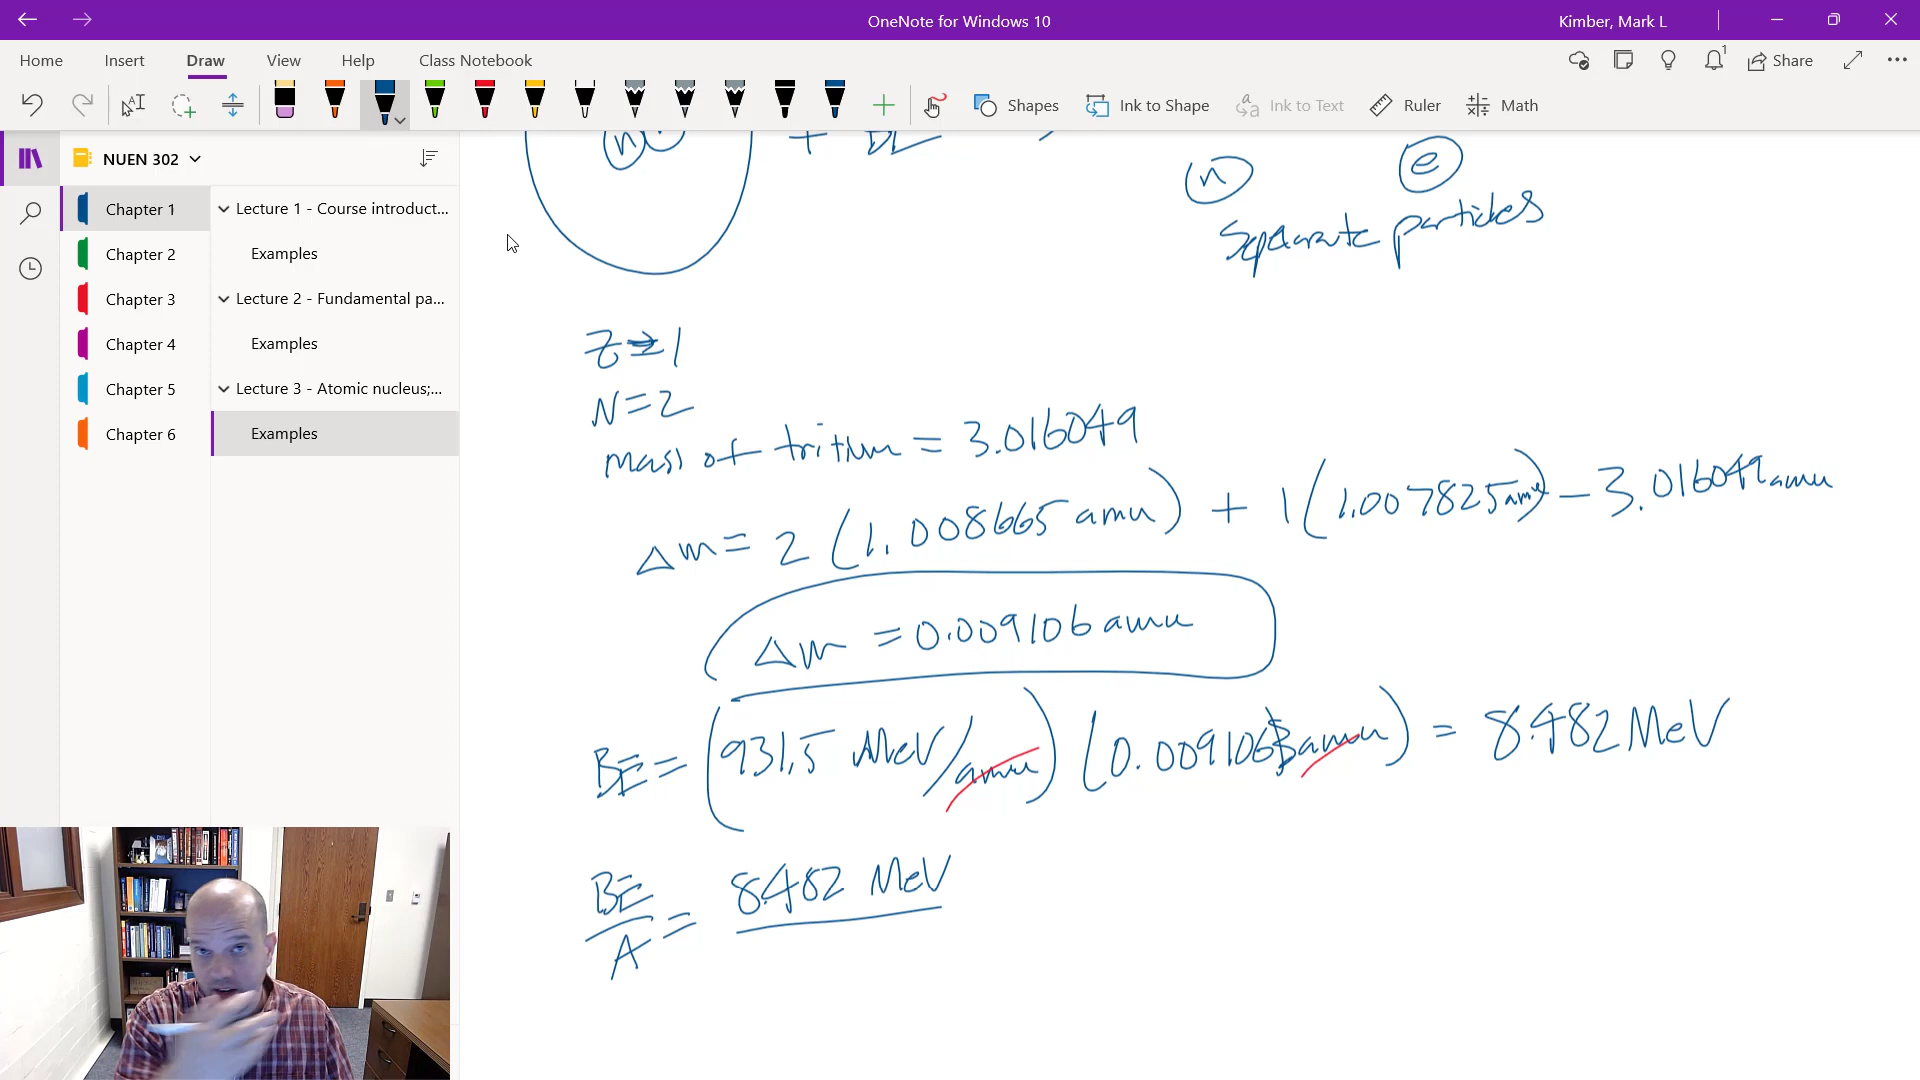 OneNote for Windows 10
Kimber, Mark L
Home Insert Draw View Help Class Notebook
1
Share
Shapes Ink to Shape Ink to Text Ruler Math
NUEN 302
Chapter 1
Chapter 2
Chapter 3
Chapter 4
Chapter 5
Chapter 6
Lecture 1 - Course introduct...
Examples
Lecture 2 - Fundamental pa...
Examples
Lecture 3 - Atomic nucleus;...
Examples
n
n e
Separate particles
Z = 1
N = 2
mass of tritium = 3.016049
Δm = 2 (1.008665 amu) + 1 (1.007825 amu) - 3.016049 amu
Δm = 0.009106 amu
BE = (931.5 MeV/amu) (0.009106 amu) = 8.482 MeV
BE/A = 8.482 MeV